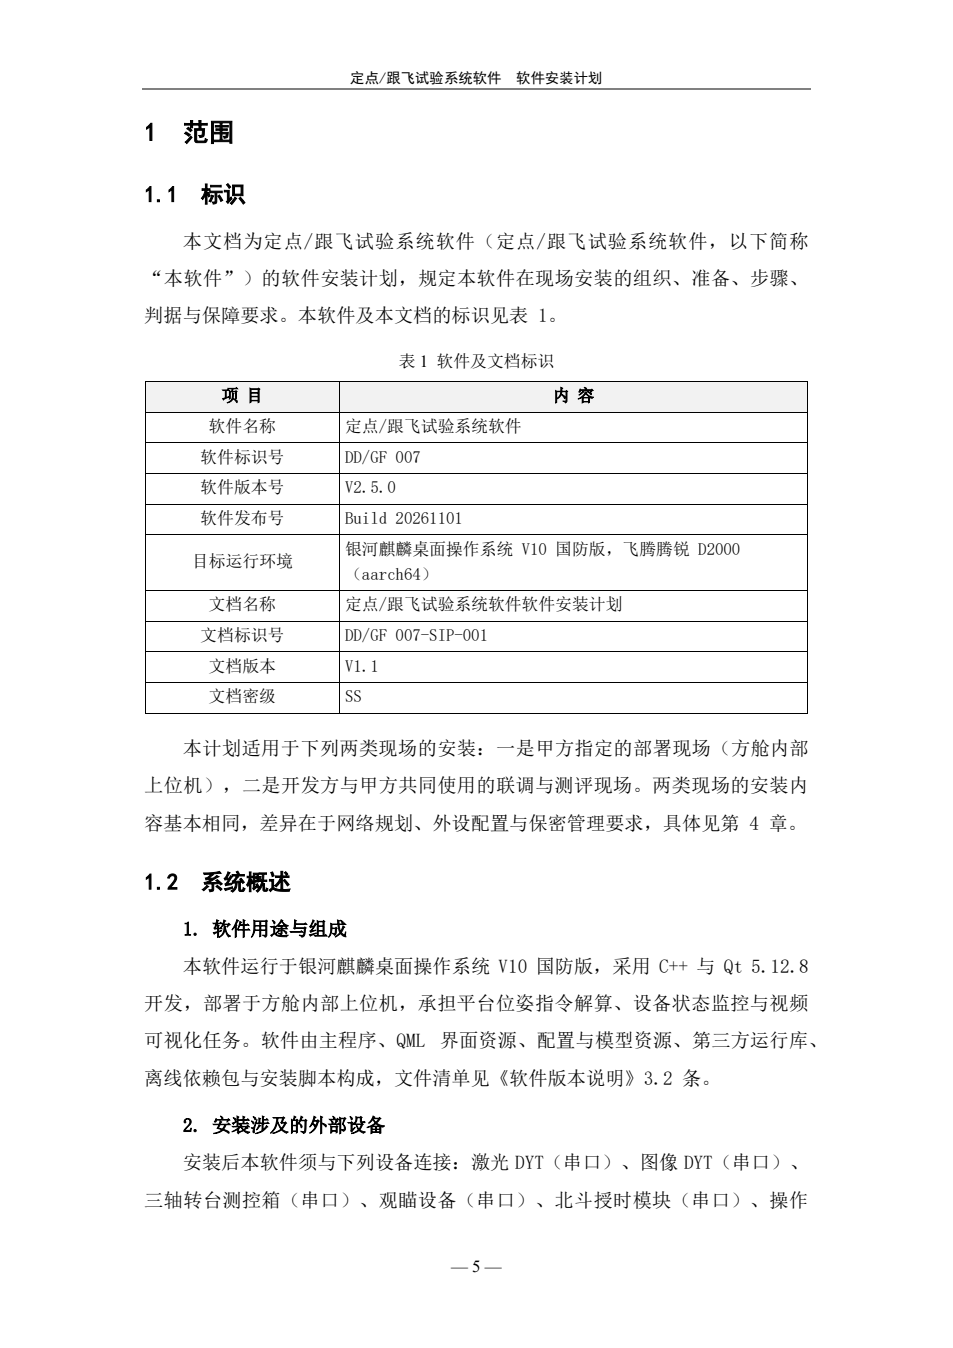 定点/跟飞试验系统软件　软件安装计划
1　范围
1.1　标识
本文档为定点/跟飞试验系统软件（定点/跟飞试验系统软件，以下简称
“本软件”）的软件安装计划，规定本软件在现场安装的组织、准备、步骤、
判据与保障要求。本软件及本文档的标识见表 1。
表 1 软件及文档标识
项 目　内 容
软件名称　定点/跟飞试验系统软件
软件标识号　DD/GF 007
软件版本号　V2.5.0
软件发布号　Build 20261101
目标运行环境　银河麒麟桌面操作系统 V10 国防版，飞腾腾锐 D2000
（aarch64）
文档名称　定点/跟飞试验系统软件软件安装计划
文档标识号　DD/GF 007-SIP-001
文档版本　V1.1
文档密级　SS
本计划适用于下列两类现场的安装：一是甲方指定的部署现场（方舱内部
上位机），二是开发方与甲方共同使用的联调与测评现场。两类现场的安装内
容基本相同，差异在于网络规划、外设配置与保密管理要求，具体见第 4 章。
1.2　系统概述
1. 软件用途与组成
本软件运行于银河麒麟桌面操作系统 V10 国防版，采用 C++ 与 Qt 5.12.8
开发，部署于方舱内部上位机，承担平台位姿指令解算、设备状态监控与视频
可视化任务。软件由主程序、QML 界面资源、配置与模型资源、第三方运行库、
离线依赖包与安装脚本构成，文件清单见《软件版本说明》3.2 条。
2. 安装涉及的外部设备
安装后本软件须与下列设备连接：激光 DYT（串口）、图像 DYT（串口）、
三轴转台测控箱（串口）、观瞄设备（串口）、北斗授时模块（串口）、操作
— 5 —